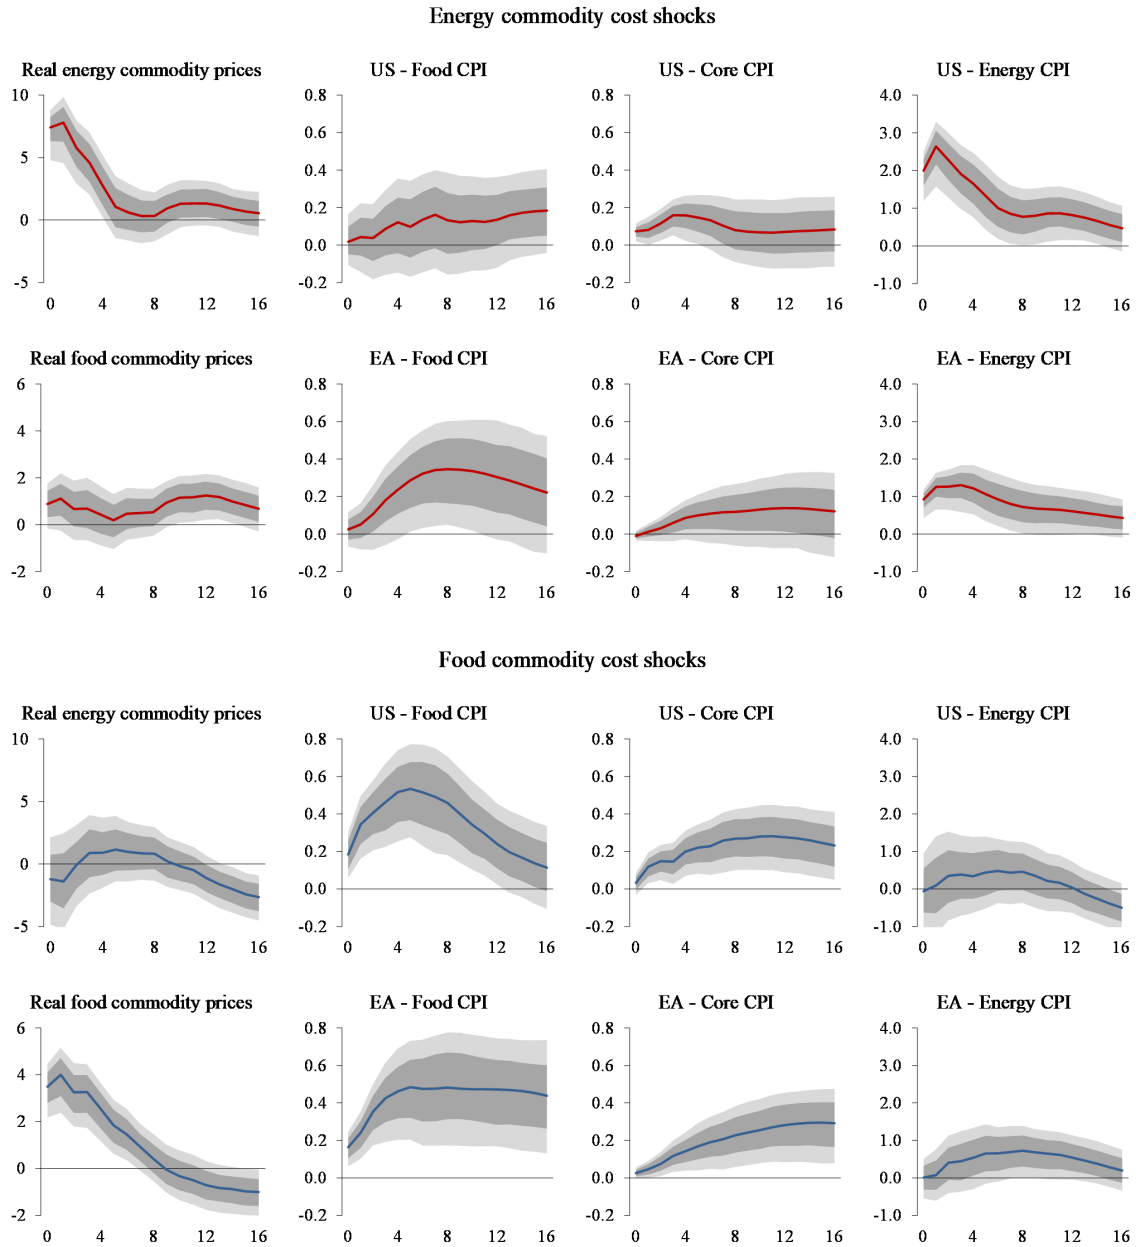 Energy commodity cost shocks
Real energy commodity prices
US - Food CPI
US - Core CPI
US - Energy CPI
10
5
0
-5
0 4 8 12 16
0.8
0.6
0.4
0.2
0.0
-0.2
0 4 8 12 16
0.8
0.6
0.4
0.2
0.0
-0.2
0 4 8 12 16
4.0
3.0
2.0
1.0
0.0
-1.0
0 4 8 12 16
Real food commodity prices
EA - Food CPI
EA - Core CPI
EA - Energy CPI
6
4
2
0
-2
0 4 8 12 16
0.8
0.6
0.4
0.2
0.0
-0.2
0 4 8 12 16
0.8
0.6
0.4
0.2
0.0
-0.2
0 4 8 12 16
4.0
3.0
2.0
1.0
0.0
-1.0
0 4 8 12 16
Food commodity cost shocks
Real energy commodity prices
US - Food CPI
US - Core CPI
US - Energy CPI
10
5
0
-5
0 4 8 12 16
0.8
0.6
0.4
0.2
0.0
-0.2
0 4 8 12 16
0.8
0.6
0.4
0.2
0.0
-0.2
0 4 8 12 16
4.0
3.0
2.0
1.0
0.0
-1.0
0 4 8 12 16
Real food commodity prices
EA - Food CPI
EA - Core CPI
EA - Energy CPI
6
4
2
0
-2
0 4 8 12 16
0.8
0.6
0.4
0.2
0.0
-0.2
0 4 8 12 16
0.8
0.6
0.4
0.2
0.0
-0.2
0 4 8 12 16
4.0
3.0
2.0
1.0
0.0
-1.0
0 4 8 12 16